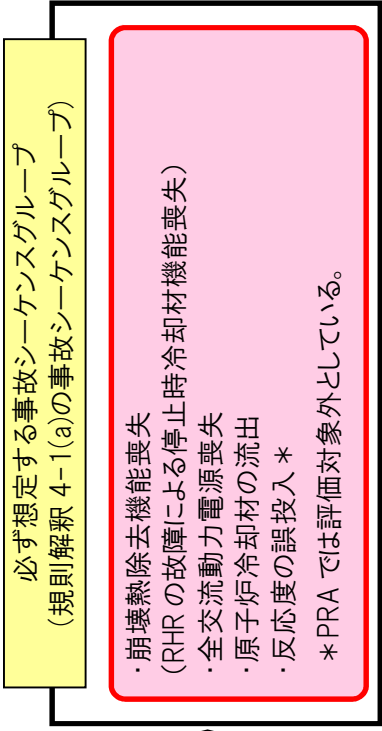 必ず想定する事故シーケンスグループ
(規則解釈 4-1(a)の事故シーケンスグループ)
・崩壊熱除去機能喪失
(RHR の故障による停止時冷却材機能喪失)
・全交流動力電源喪失
・原子炉冷却材の流出
・反応度の誤投入*
*PRA では評価対象外としている。